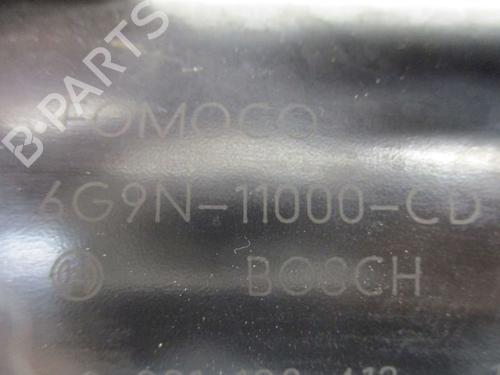 B-PARTS
FOMOCO
6G9N-11000-CD
BOSCH